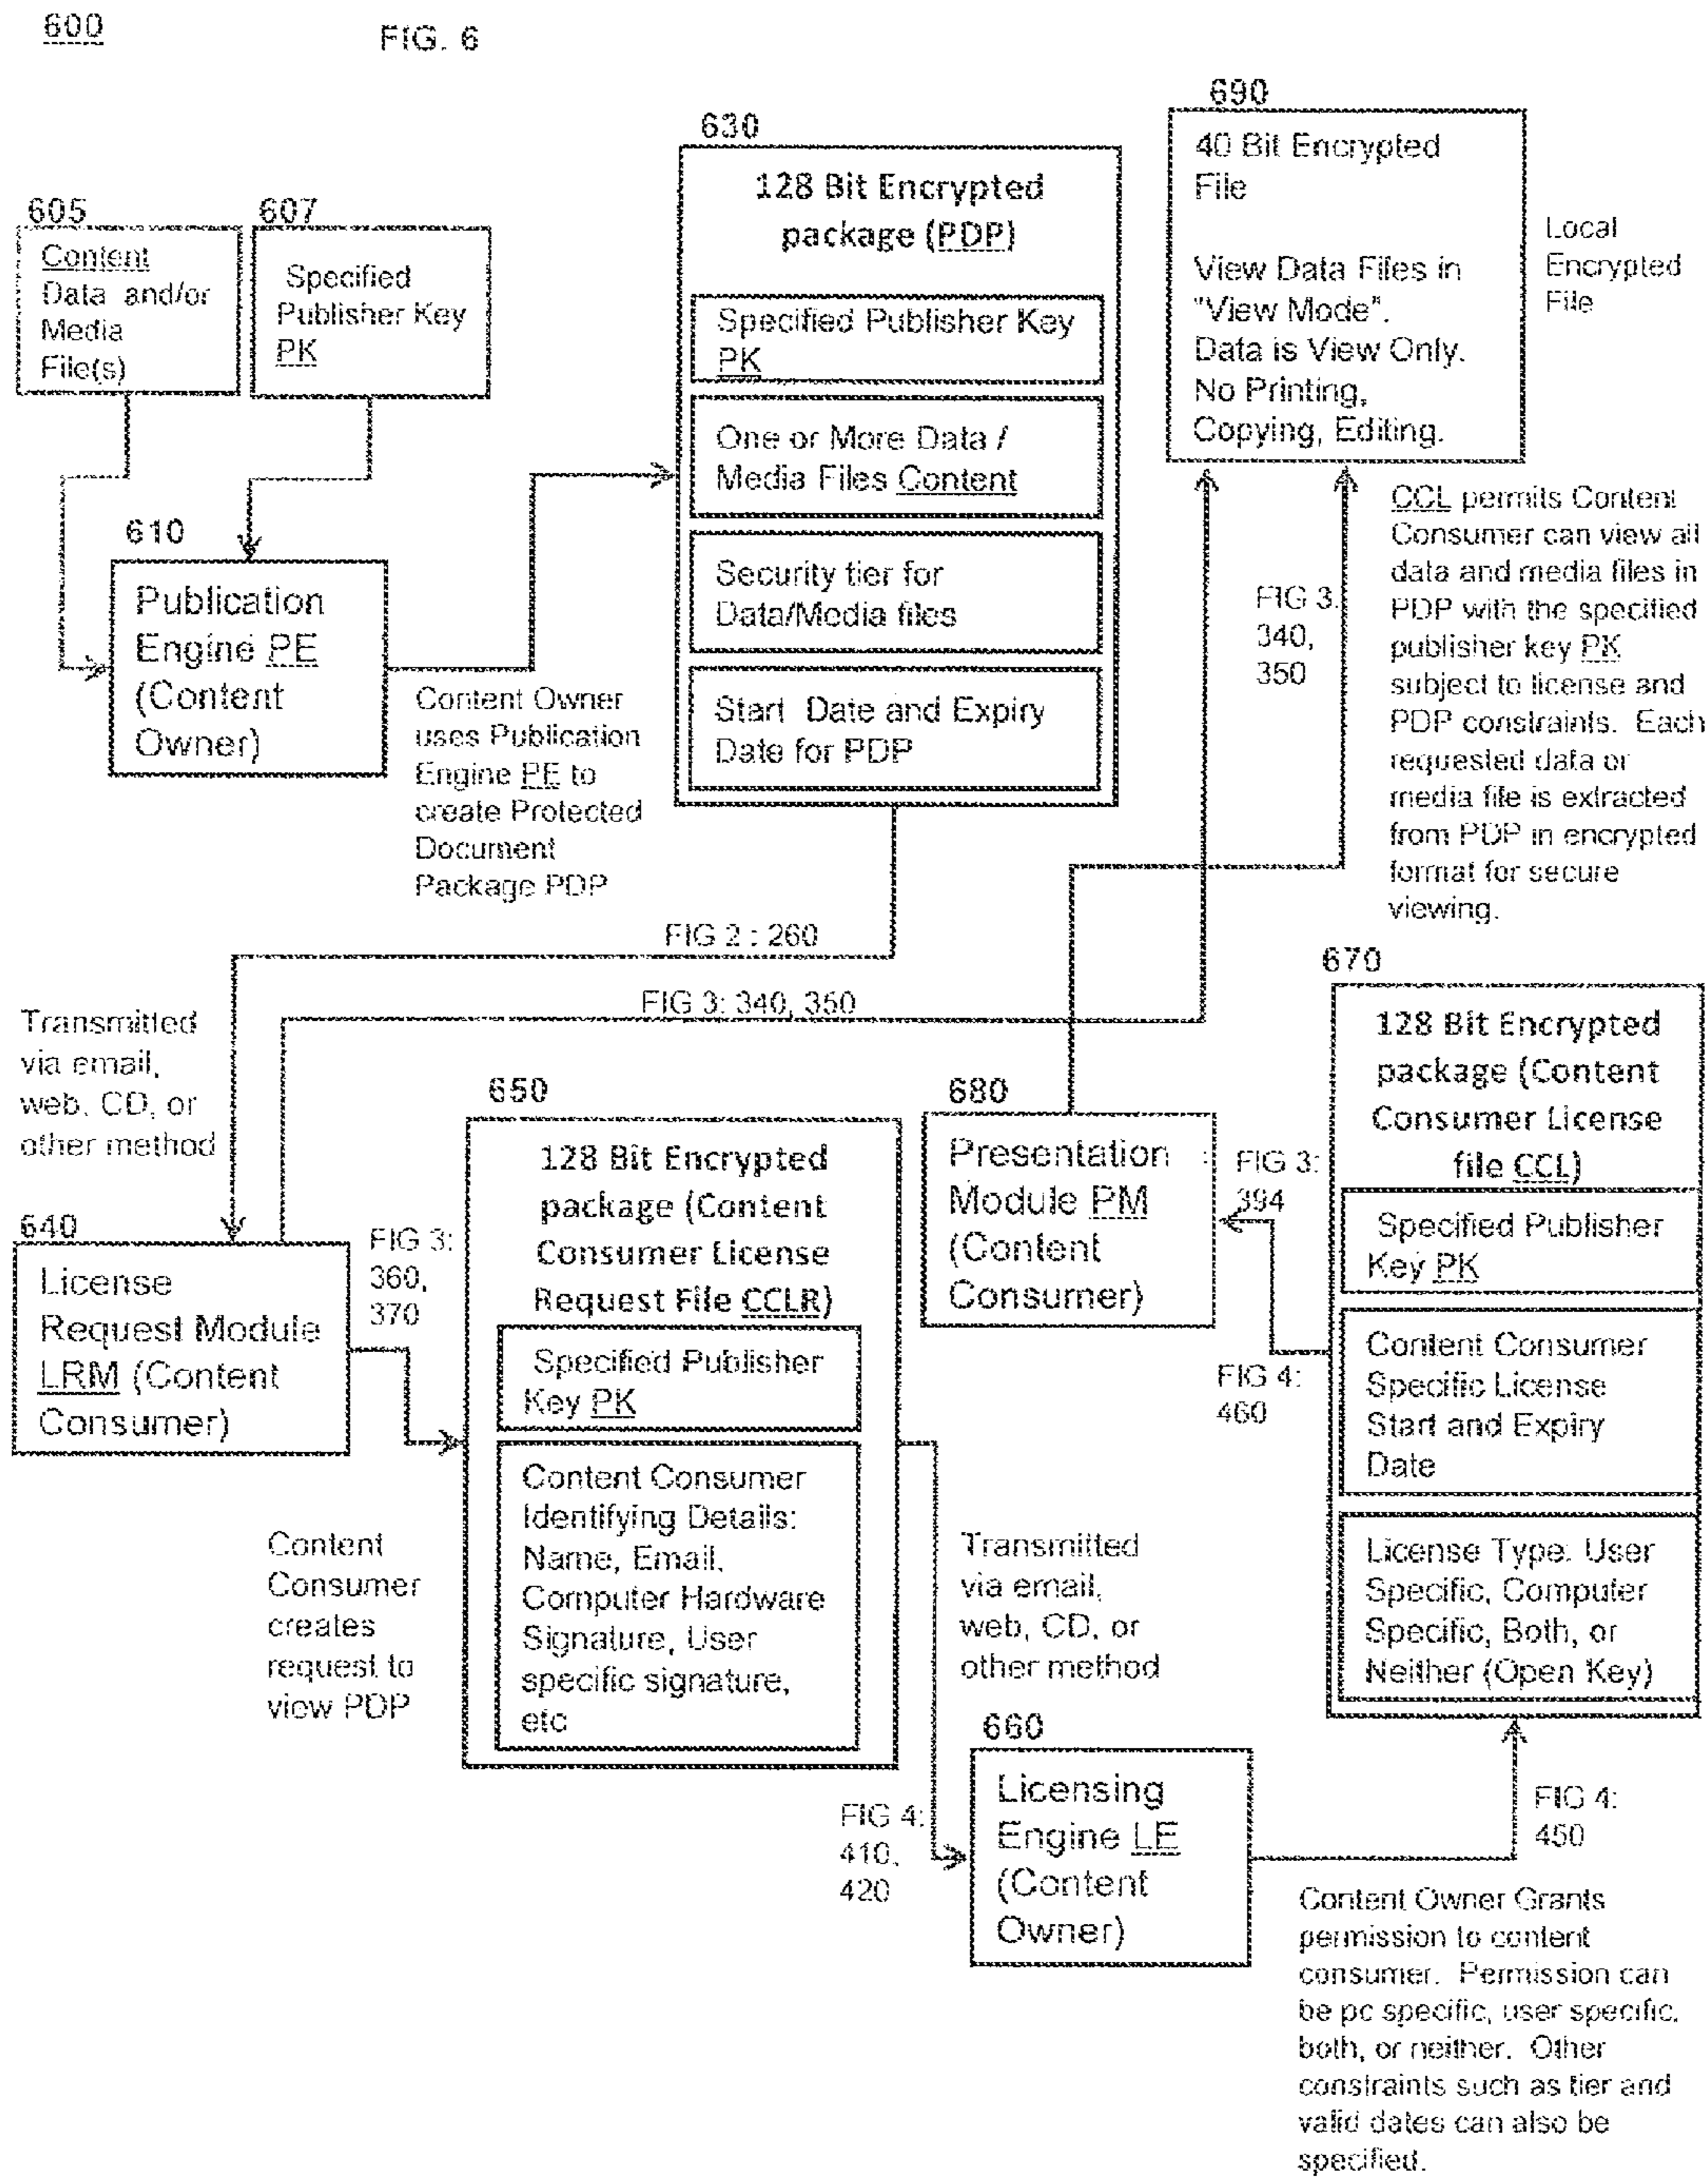 600
FIG. 6
605
Content
Data and/or
Media
File(s)
607
Specified
Publisher Key
PK
610
Publication
Engine PE
(Content
Owner)
Content Owner
uses Publication
Engine PE to
create Protected
Document
Package PDP
630
128 Bit Encrypted
package (PDP)
Specified Publisher Key
PK
One or More Data /
Media Files Content
Security tier for
Data/Media files
Start Date and Expiry
Date for PDP
690
40 Bit Encrypted
File
View Data Files in
"View Mode".
Data is View Only.
No Printing,
Copying, Editing.
Local
Encrypted
File
FIG 3:
340,
350
CCL permits Content
Consumer can view all
data and media files in
PDP with the specified
publisher key PK
subject to license and
PDP constraints. Each
requested data or
media file is extracted
from PDP in encrypted
format for secure
viewing.
FIG 2 : 260
FIG 3: 340, 350
Transmitted
via email,
web, CD, or
other method
640
License
Request Module
LRM (Content
Consumer)
FIG 3:
360,
370
Content
Consumer
creates
request to
view PDP
650
128 Bit Encrypted
package (Content
Consumer License
Request File CCLR)
Specified Publisher
Key PK
Content Consumer
Identifying Details:
Name, Email,
Computer Hardware
Signature, User
specific signature,
etc
680
Presentation
Module PM
(Content
Consumer)
FIG 3:
394
FIG 4:
460
670
128 Bit Encrypted
package (Content
Consumer License
file CCL)
Specified Publisher
Key PK
Content Consumer
Specific License
Start and Expiry
Date
License Type: User
Specific, Computer
Specific, Both, or
Neither (Open Key)
Transmitted
via email,
web, CD, or
other method
FIG 4:
410,
420
660
Licensing
Engine LE
(Content
Owner)
FIG 4:
450
Content Owner Grants
permission to content
consumer. Permission can
be pc specific, user specific,
both, or neither. Other
constraints such as tier and
valid dates can also be
specified.